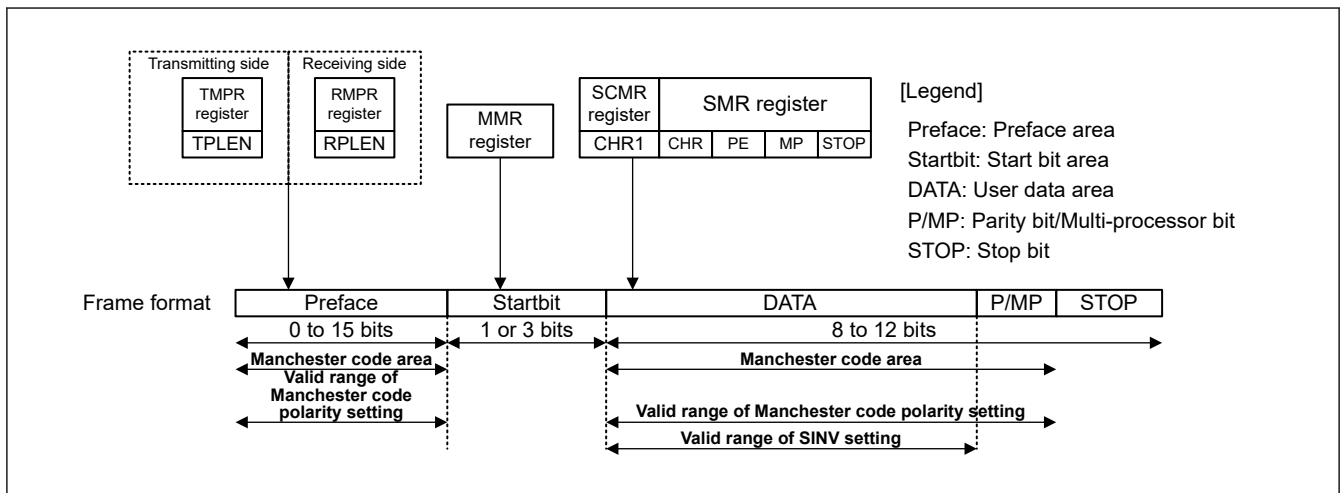 Transmitting side
Receiving side
TMPR
register
TPLEN
RMPR
register
RPLEN
MMR
register
SCMR
register
CHR1
SMR register
CHR
PE
MP
STOP
[Legend]
Preface: Preface area
Startbit: Start bit area
DATA: User data area
P/MP: Parity bit/Multi-processor bit
STOP: Stop bit
Frame format
Preface
Startbit
DATA
P/MP
STOP
0 to 15 bits
1 or 3 bits
8 to 12 bits
Manchester code area
Valid range of
Manchester code
polarity setting
Manchester code area
Valid range of Manchester code polarity setting
Valid range of SINV setting